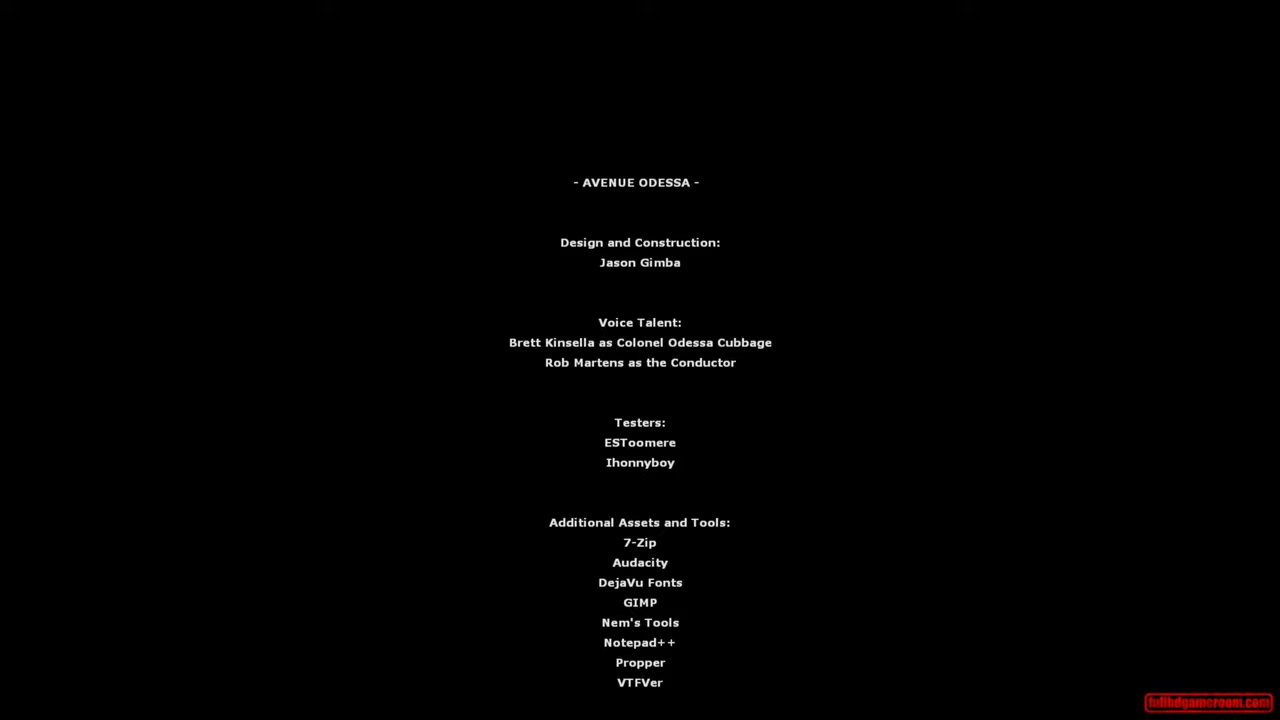 - AVENUE ODESSA -
Design and Construction:
Jason Gimba
Voice Talent:
Brett Kinsella as Colonel Odessa Cubbage
Rob Martens as the Conductor
Testers:
ESToomere
Ihonnyboy
Additional Assets and Tools:
7-Zip
Audacity
DejaVu Fonts
GIMP
Nem's Tools
Notepad++
Propper
VTFVer
fullhdgameroom.com